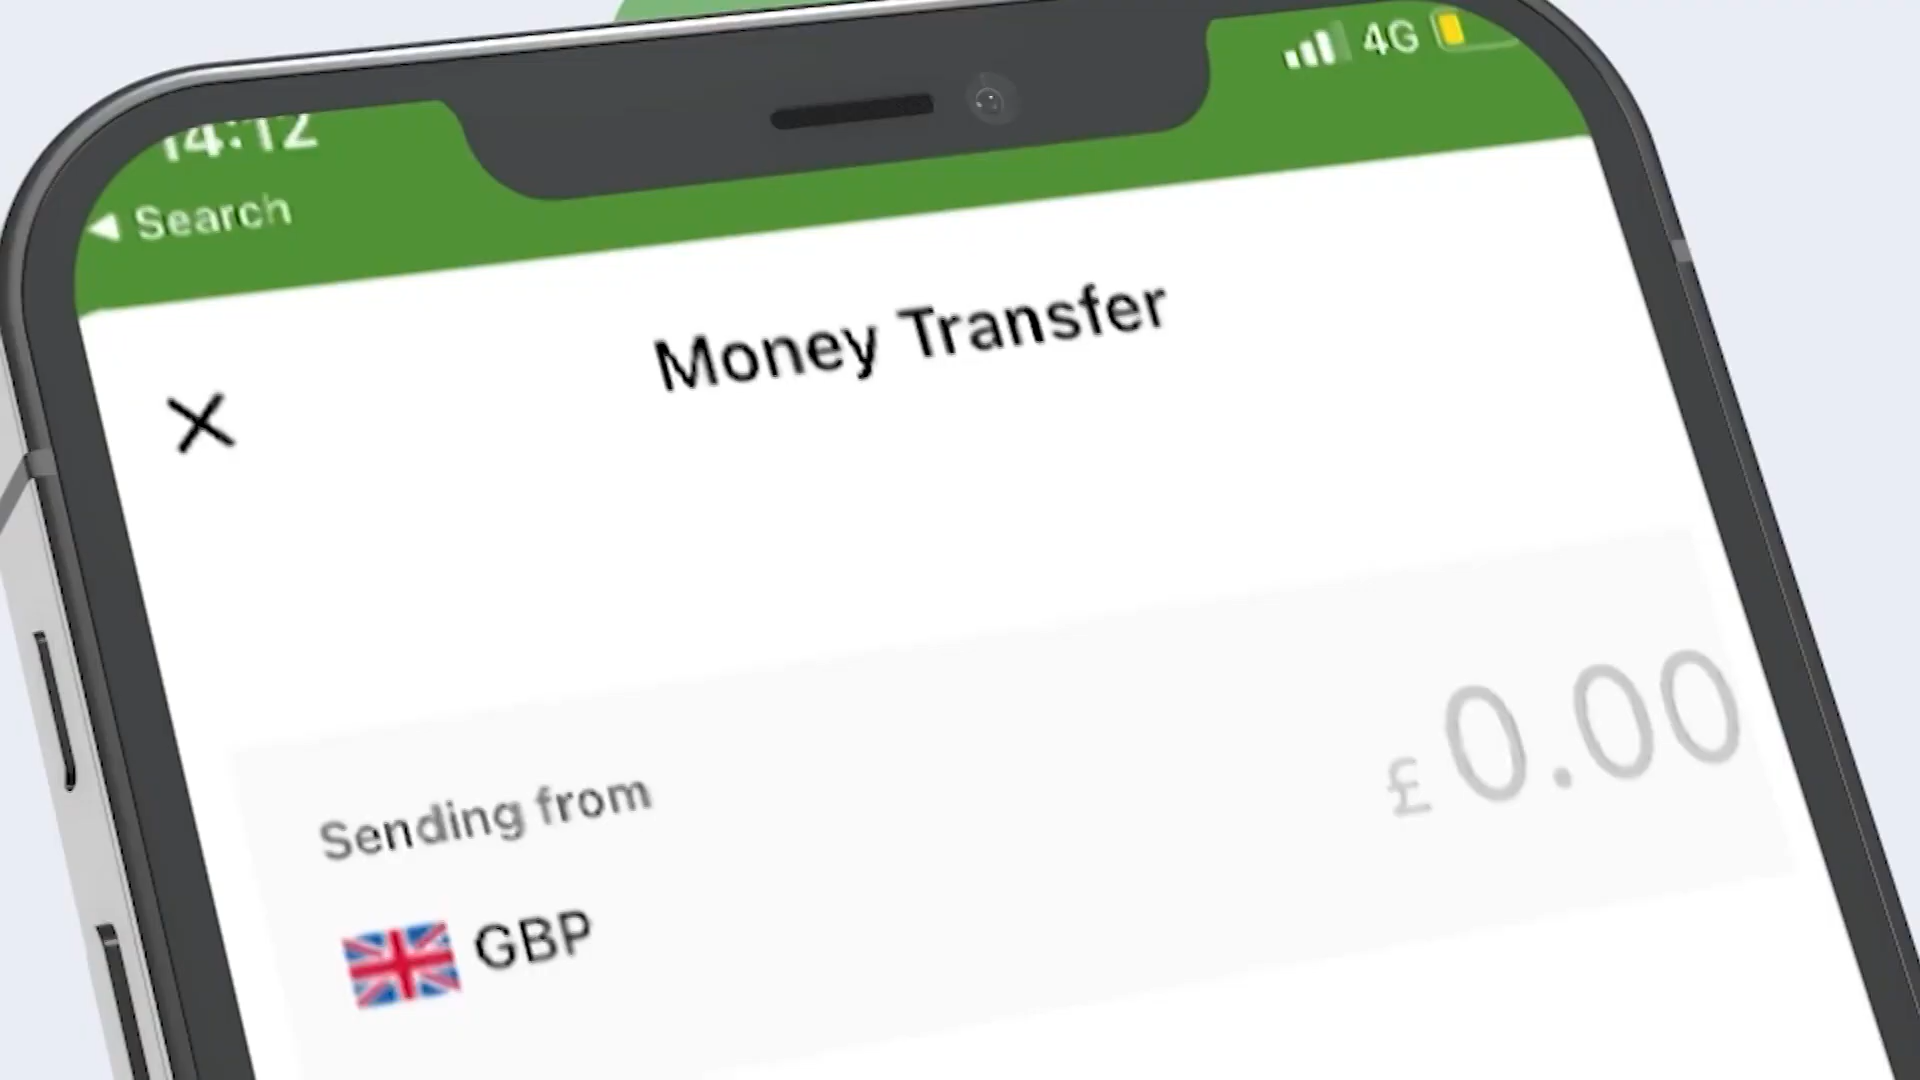 14:12
4G
Search
Money Transfer
£0.00
Sending from
GBP